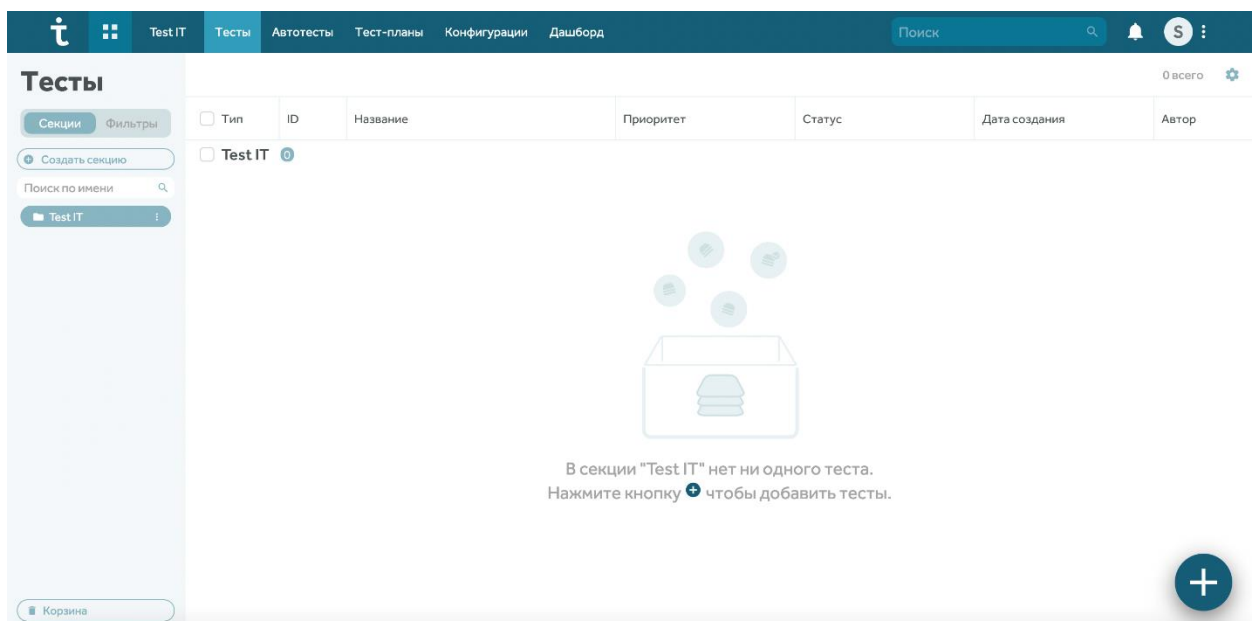 Test IT Тесты Автотесты Тест-планы Конфигурации Дашборд Поиск S
Тесты
0 всего
Секции Фильтры
Тип ID Название Приоритет Статус Дата создания Автор
Создать секцию
Test IT 0
Поиск по имени
Test IT
В секции "Test IT" нет ни одного теста.
Нажмите кнопку + чтобы добавить тесты.
Корзина